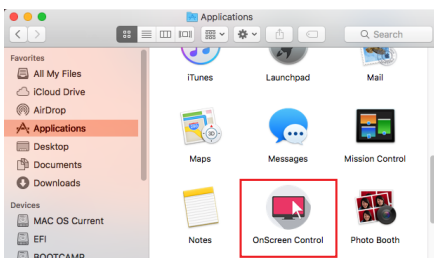 Applications
Search
Favorites
All My Files
iCloud Drive
AirDrop
Applications
Desktop
Documents
Downloads
Devices
MAC OS Current
EFI
BOOTCAMP
iTunes
Launchpad
Mail
Maps
Messages
Mission Control
Notes
OnScreen Control
Photo Booth